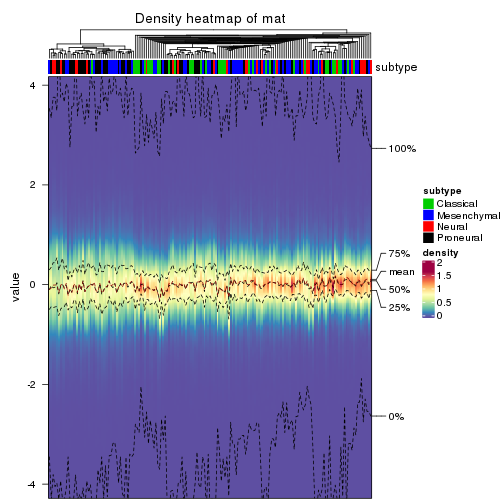 Density heatmap of mat
subtype
4
2
0
-2
-4
value
100%
75%
mean
50%
25%
0%
subtype
Classical
Mesenchymal
Neural
Proneural
density
2
1.5
1
0.5
0